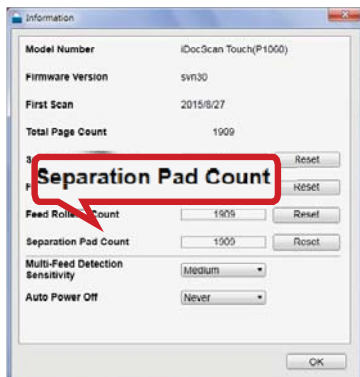 Information
Model Number iDocScan Touch(P1060)
Firmware Version svn30
First Scan 2015/8/27
Total Page Count 1909
Reset
Separation Pad Count
Reset
Feed Roller Count 1909 Reset
Separation Pad Count 1909 Reset
Multi-Feed Detection
Sensitivity Medium
Auto Power Off Never
OK